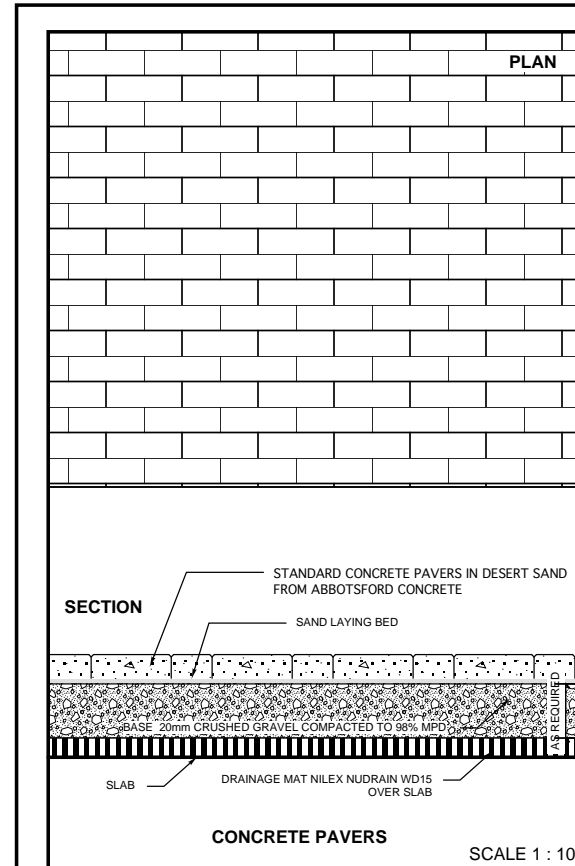 PLAN
STANDARD CONCRETE PAVERS IN DESERT SAND
FROM ABBOTSFORD CONCRETE
SECTION
SAND LAYING BED
AS REQUIRED
BASE 20mm CRUSHED GRAVEL COMPACTED TO 98% MPD
SLAB
DRAINAGE MAT NILEX NUDRAIN WD15
OVER SLAB
CONCRETE PAVERS
SCALE 1 : 10